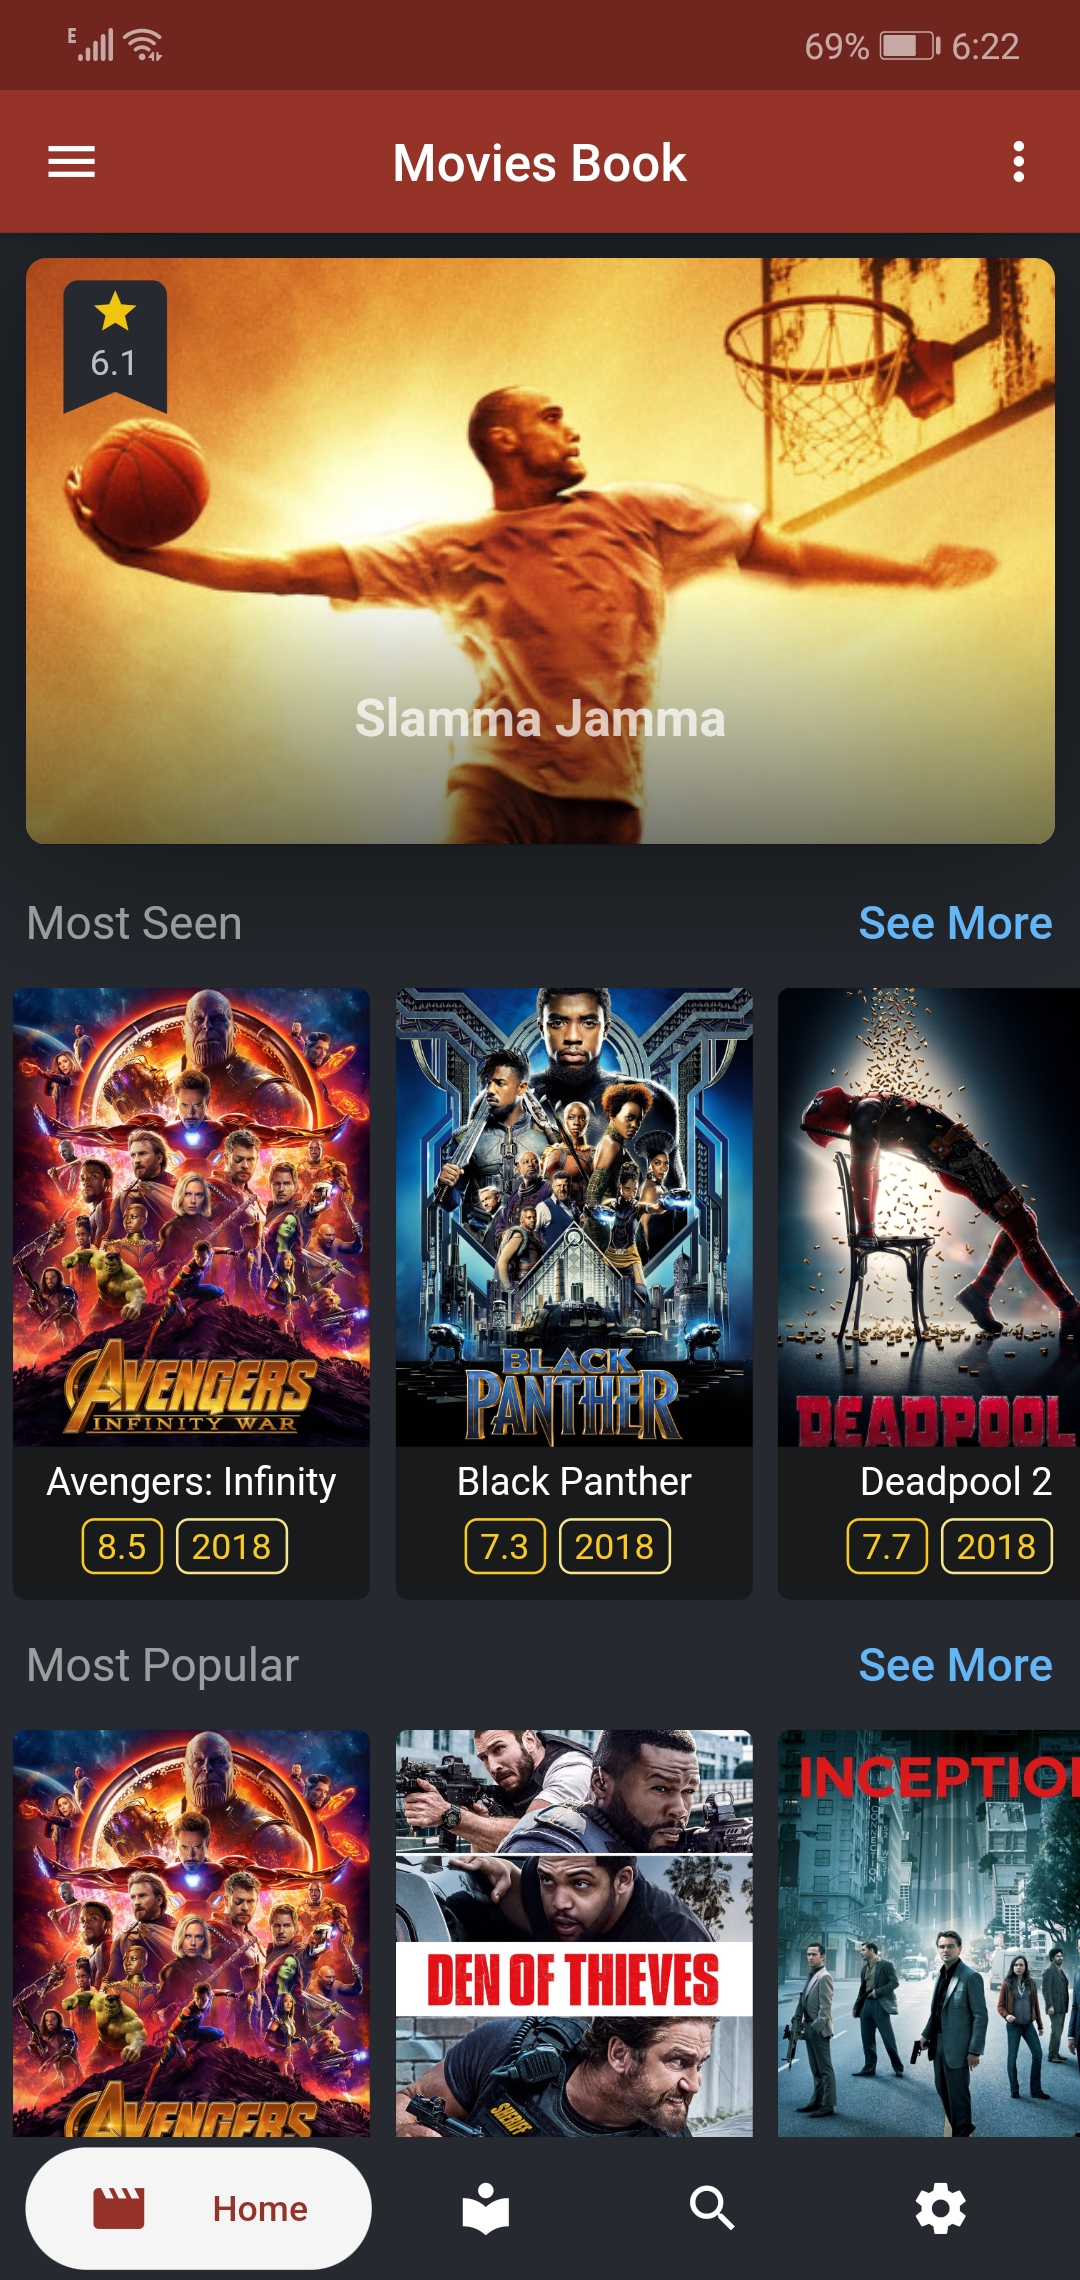 E
69% 6:22
Movies Book
6.1
Slamma Jamma
Most Seen See More
AVENGERS
INFINITY WAR
BLACK
PANTHER
DEADPOOL
Avengers: Infinity Black Panther Deadpool 2
8.5 2018 7.3 2018 7.7 2018
Most Popular See More
INCEPTIO
DEN OF THIEVES
SHERIFF
AVENGERS
Home